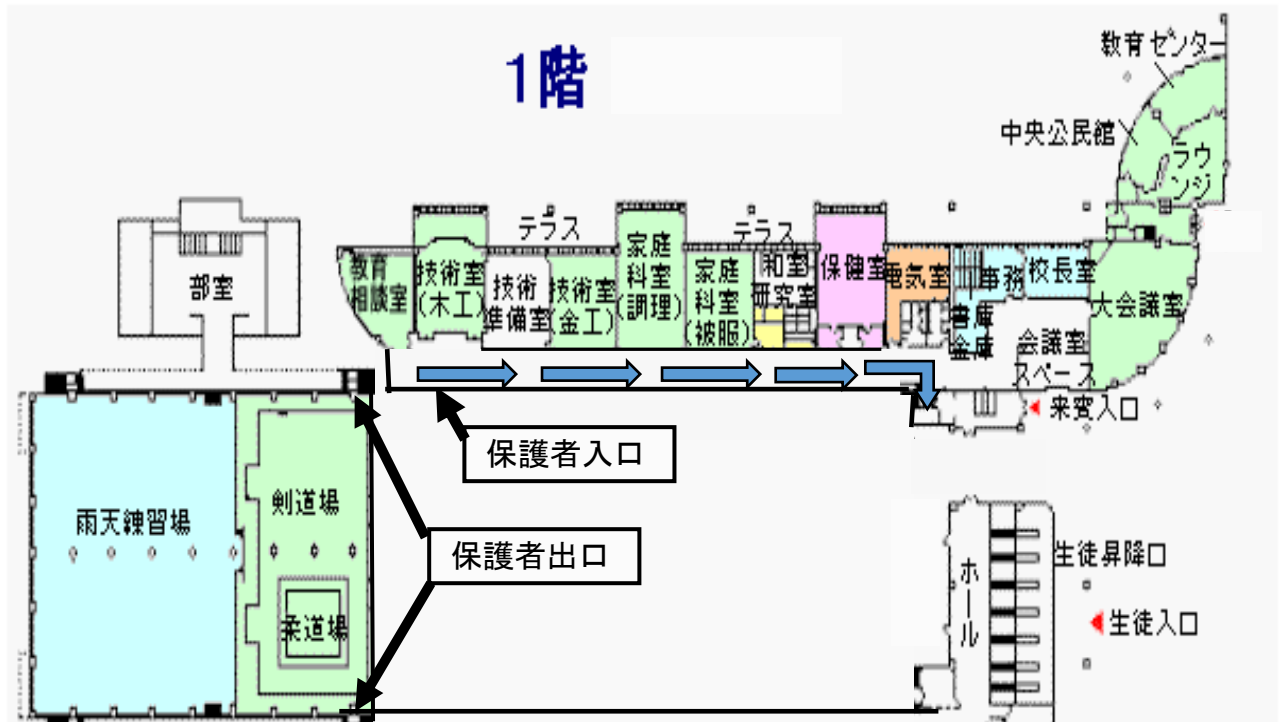 1階
教育センター
中央公民館
ラウ
ンジ
部室
教育
相談室
技術室
(木工)
テラス
技術
準備室
技術室
(金工)
家庭
科室
(調理)
テラス
家庭
科室
(被服)
和室
研究室
保健室
電気室
事務
書庫
金庫
校長室
会議室
スペース
大会議室
来賓入口
保護者入口
保護者出口
雨天練習場
剣道場
柔道場
ホール
生徒昇降口
生徒入口